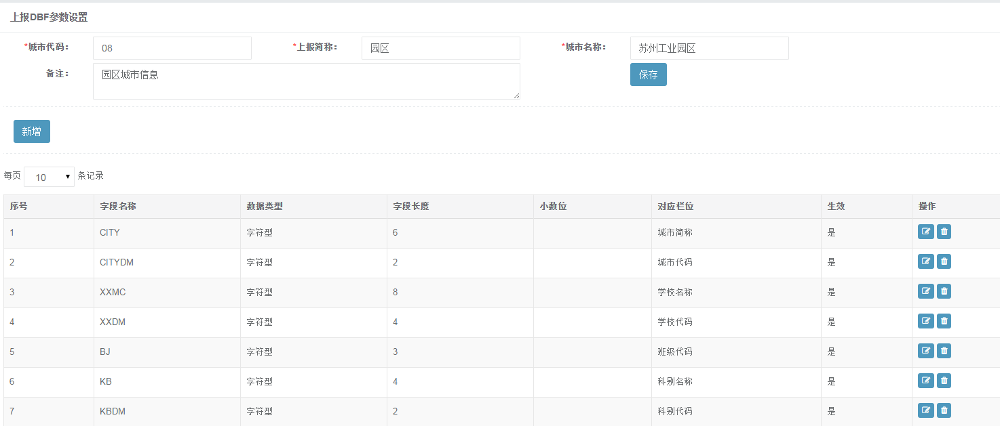 上报DBF参数设置
*城市代码： 08 *上报简称： 园区 *城市名称： 苏州工业园区
备注： 园区城市信息 保存
新增
每页 10 条记录
序号 字段名称 数据类型 字段长度 小数位 对应栏位 生效 操作
1 CITY 字符型 6 城市简称 是
2 CITYDM 字符型 2 城市代码 是
3 XXMC 字符型 8 学校名称 是
4 XXDM 字符型 4 学校代码 是
5 BJ 字符型 3 班级代码 是
6 KB 字符型 4 科别名称 是
7 KBDM 字符型 2 科别代码 是